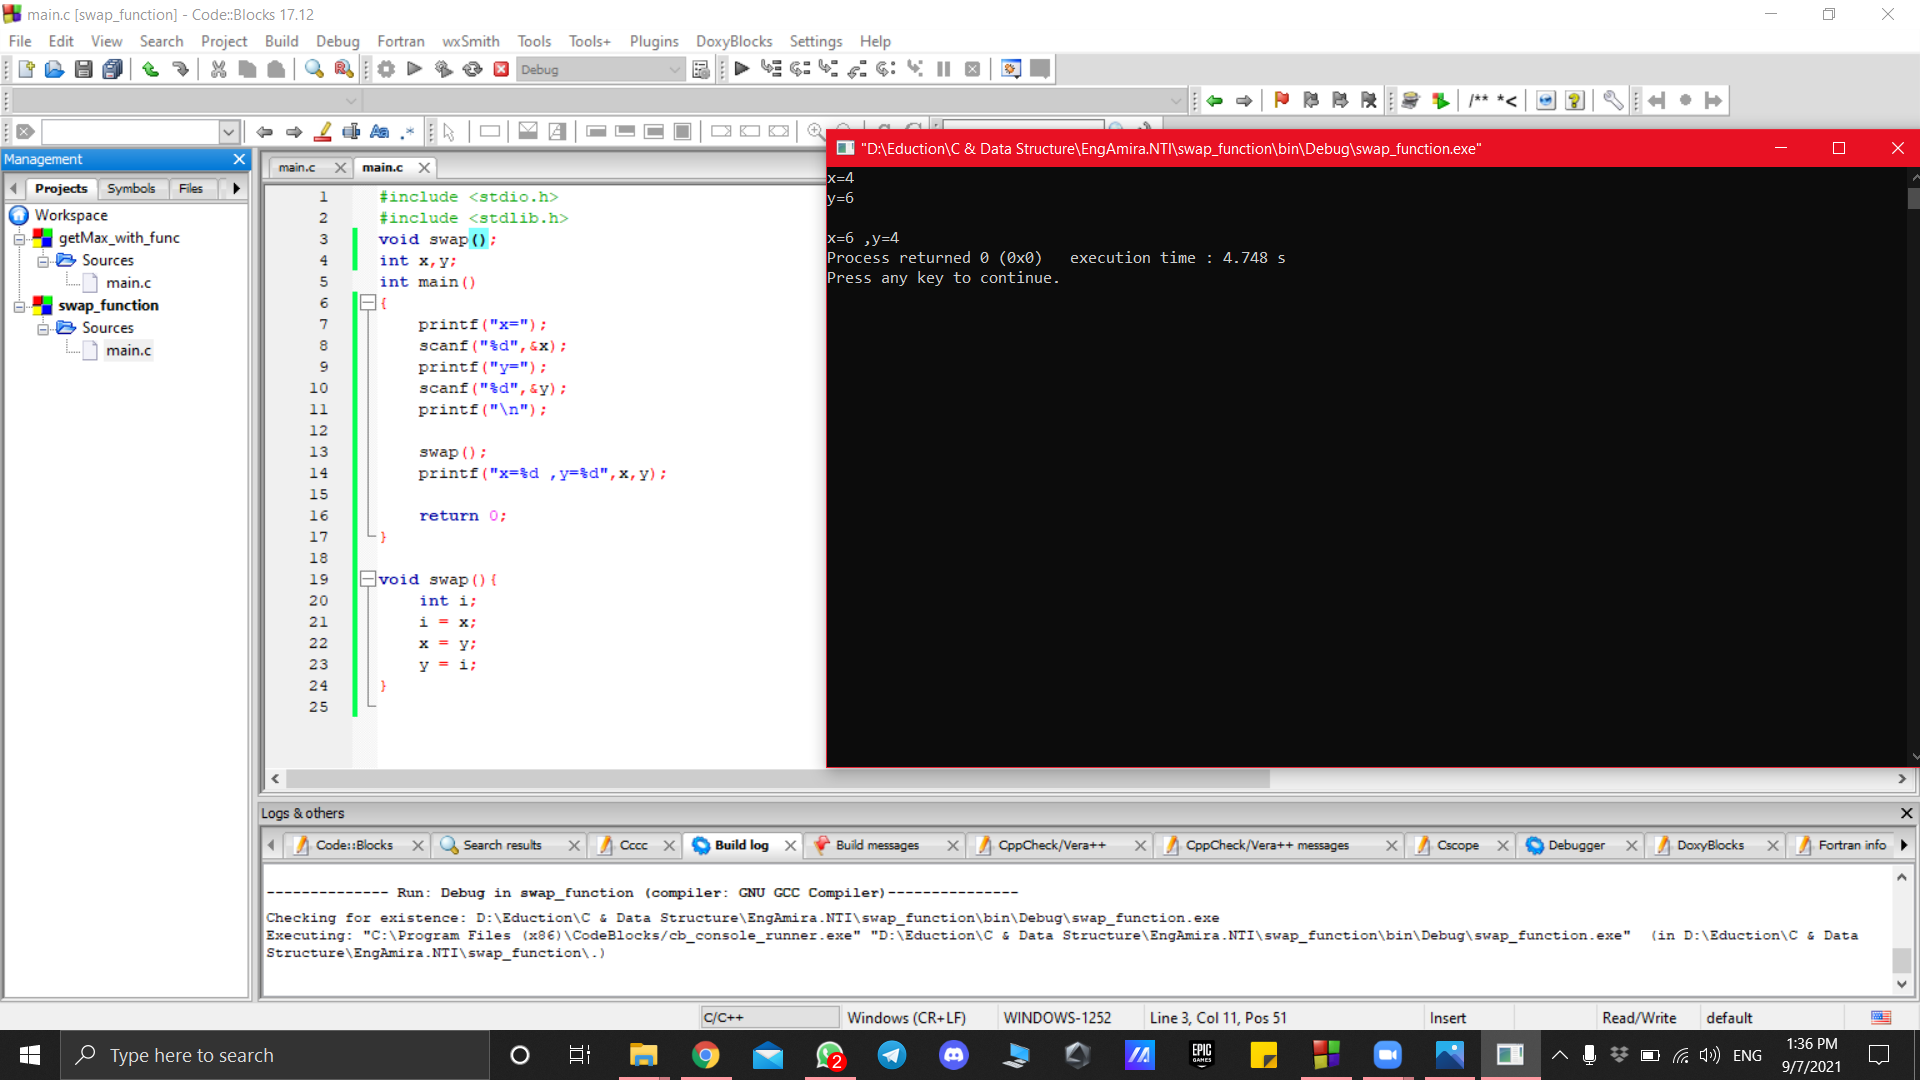 main.c [swap_function] - Code::Blocks 17.12
File Edit View Search Project Build Debug Fortran wxSmith Tools Tools+ Plugins DoxyBlocks Settings Help
Debug
/** *<
Management
Projects Symbols Files
Workspace
getMax_with_func
Sources
main.c
swap_function
Sources
main.c
main.c main.c
1 #include <stdio.h>
2 #include <stdlib.h>
3 void swap();
4 int x,y;
5 int main()
6 {
7 printf("x=");
8 scanf("%d",&x);
9 printf("y=");
10 scanf("%d",&y);
11 printf("\n");
12
13 swap();
14 printf("x=%d ,y=%d",x,y);
15
16 return 0;
17 }
18
19 void swap(){
20 int i;
21 i = x;
22 x = y;
23 y = i;
24 }
25
"D:\Eduction\C & Data Structure\EngAmira.NTI\swap_function\bin\Debug\swap_function.exe"
x=4
y=6
x=6 ,y=4
Process returned 0 (0x0)   execution time : 4.748 s
Press any key to continue.
Logs & others
Code::Blocks Search results Cccc Build log Build messages CppCheck/Vera++ CppCheck/Vera++ messages Cscope Debugger DoxyBlocks Fortran info
-------------- Run: Debug in swap_function (compiler: GNU GCC Compiler)---------------
Checking for existence: D:\Eduction\C & Data Structure\EngAmira.NTI\swap_function\bin\Debug\swap_function.exe
Executing: "C:\Program Files (x86)\CodeBlocks/cb_console_runner.exe" "D:\Eduction\C & Data Structure\EngAmira.NTI\swap_function\bin\Debug\swap_function.exe"  (in D:\Eduction\C & Data
Structure\EngAmira.NTI\swap_function\.)
C/C++ Windows (CR+LF) WINDOWS-1252 Line 3, Col 11, Pos 51 Insert Read/Write default
Type here to search
2
EPIC GAMES
ENG
1:36 PM
9/7/2021